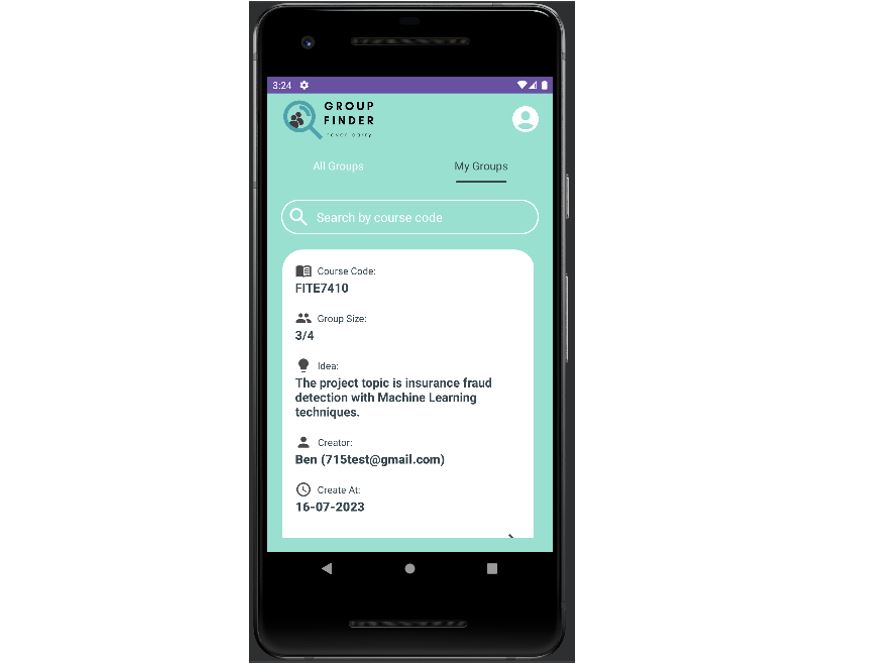 3:24
GROUP
FINDER
All Groups
My Groups
Search by course code
Course Code:
FITE7410
Group Size:
3/4
Idea:
The project topic is insurance fraud
detection with Machine Learning
techniques.
Creator:
Ben (715test@gmail.com)
Create At:
16-07-2023